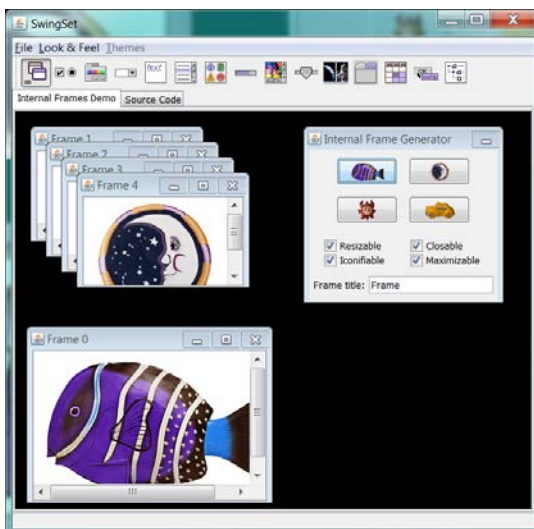 SwingSet
File Look & Feel Themes
text
Internal Frames Demo Source Code
Frame 1
Frame 2
Frame 3
Frame 4
Internal Frame Generator
Resizable Closable
Iconifiable Maximizable
Frame title: Frame
Frame 0